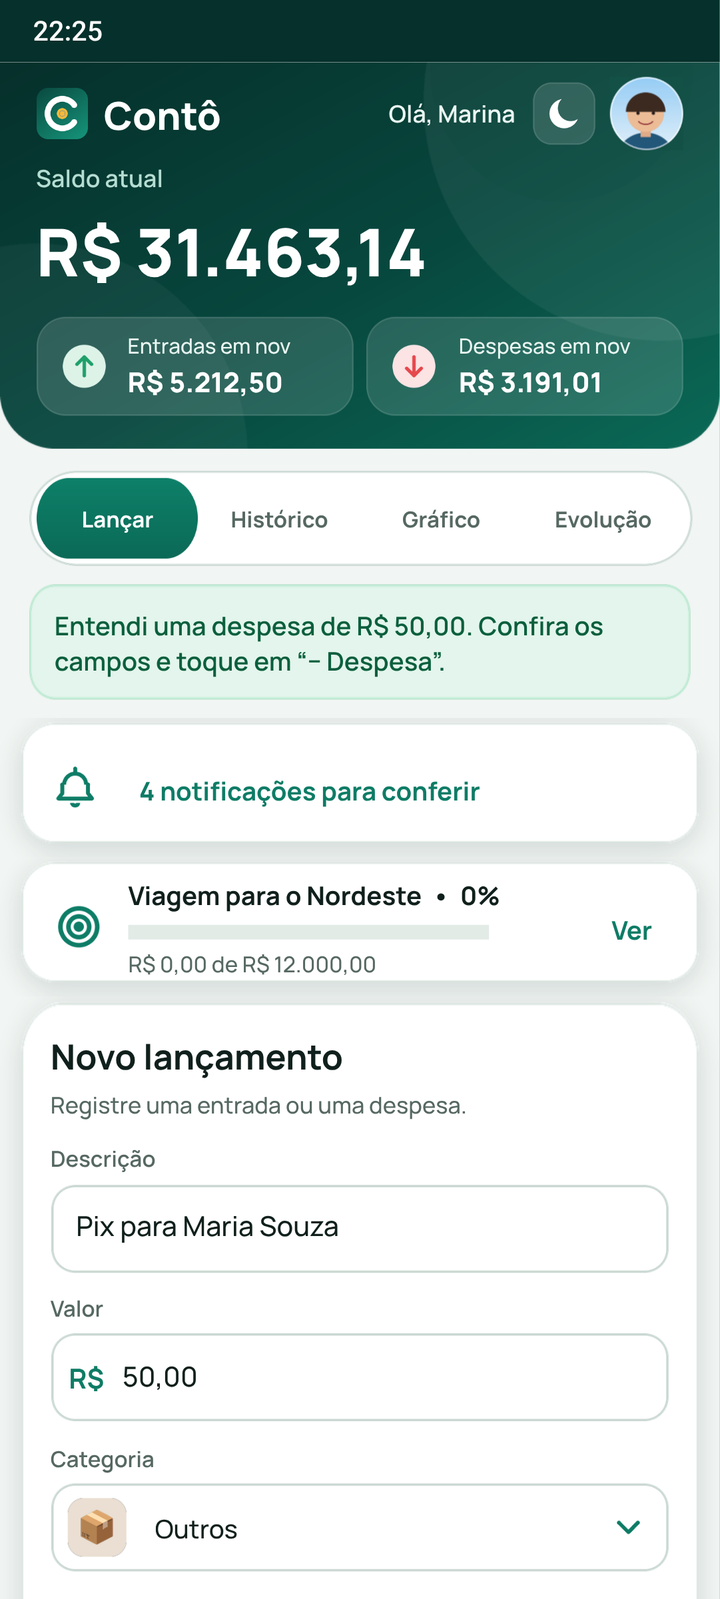 22:25
Contô
Olá, Marina
Saldo atual
R$ 31.463,14
Entradas em nov
R$ 5.212,50
Despesas em nov
R$ 3.191,01
Lançar
Histórico
Gráfico
Evolução
Entendi uma despesa de R$ 50,00. Confira os
campos e toque em “− Despesa”.
4 notificações para conferir
Viagem para o Nordeste • 0%
R$ 0,00 de R$ 12.000,00
Ver
Novo lançamento
Registre uma entrada ou uma despesa.
Descrição
Pix para Maria Souza
Valor
R$ 50,00
Categoria
Outros